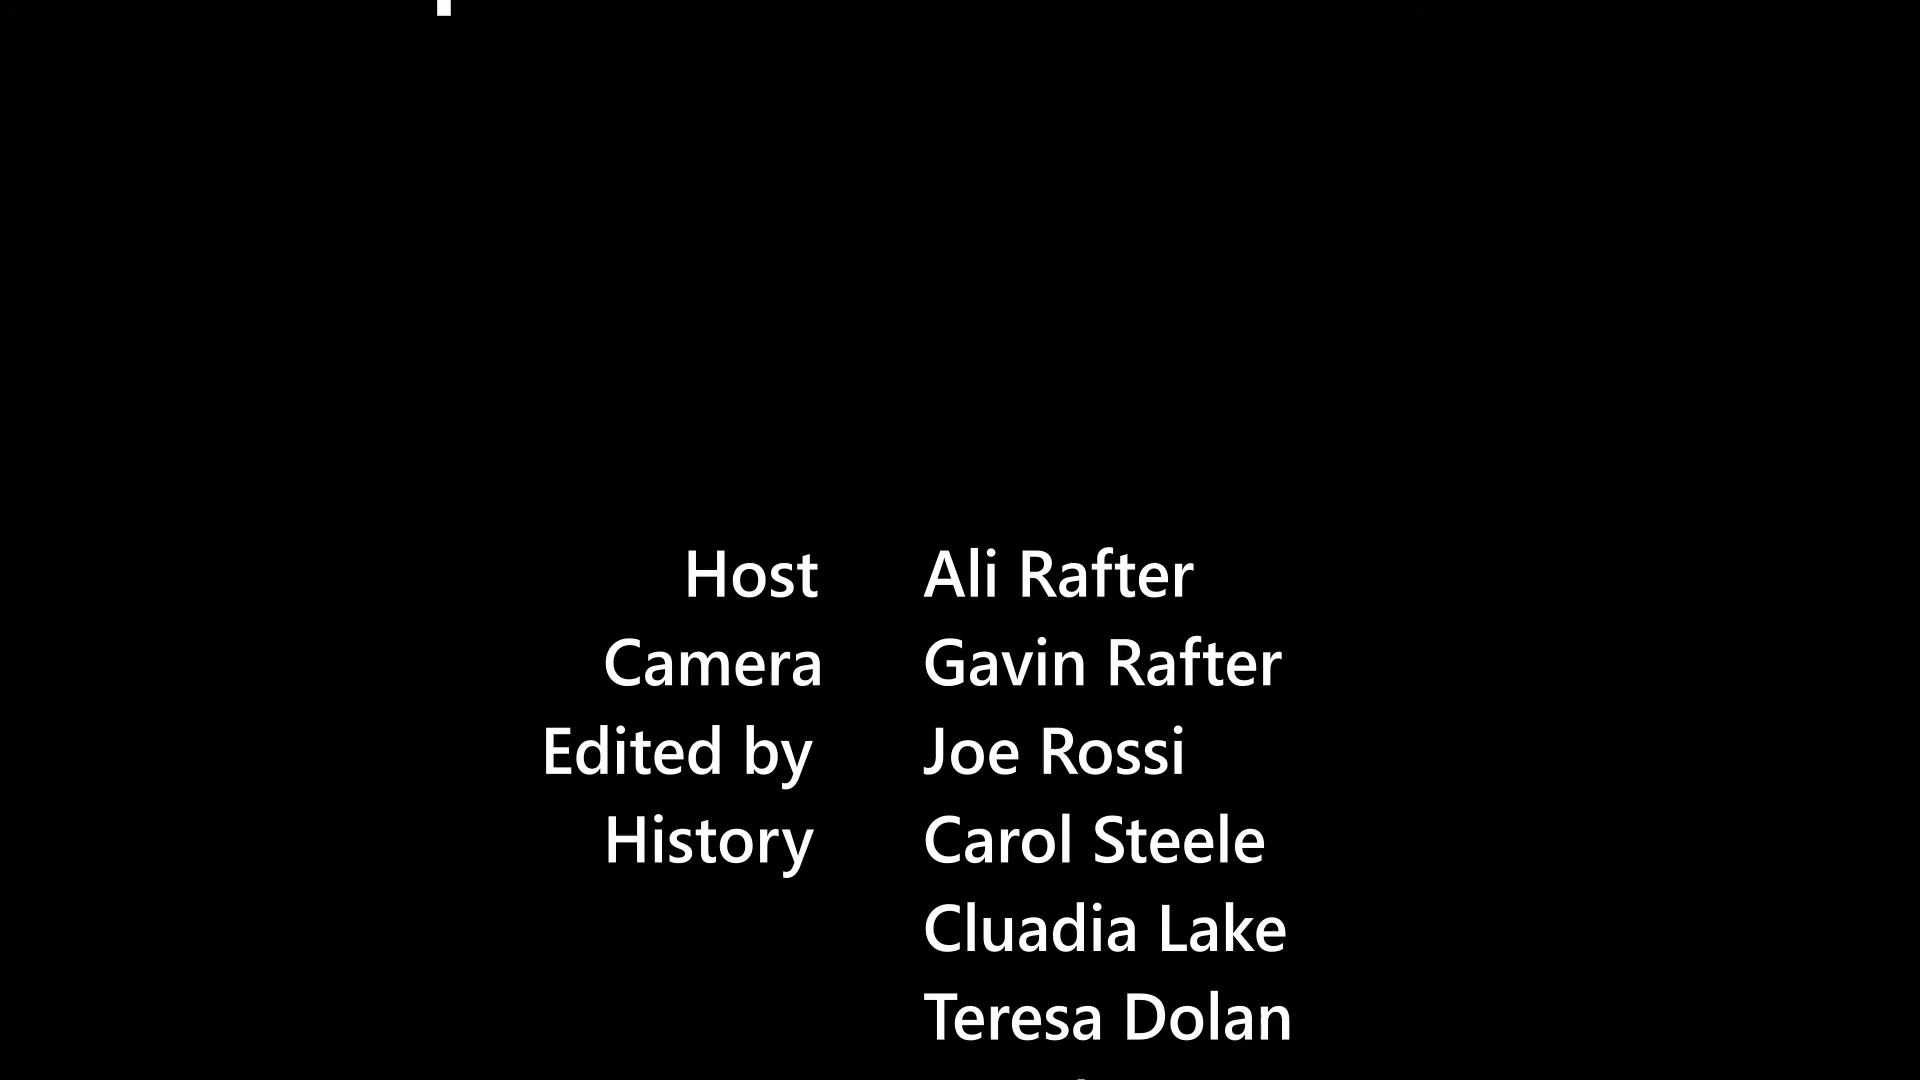 Host Ali Rafter
Camera Gavin Rafter
Edited by Joe Rossi
History Carol Steele
Cluadia Lake
Teresa Dolan